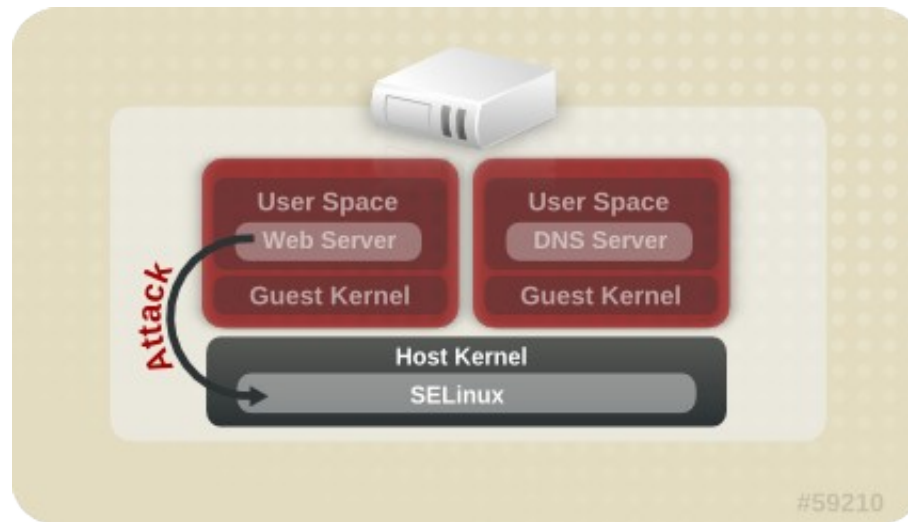 User Space
Web Server
Guest Kernel
User Space
DNS Server
Guest Kernel
Attack
Host Kernel
SELinux
#59210